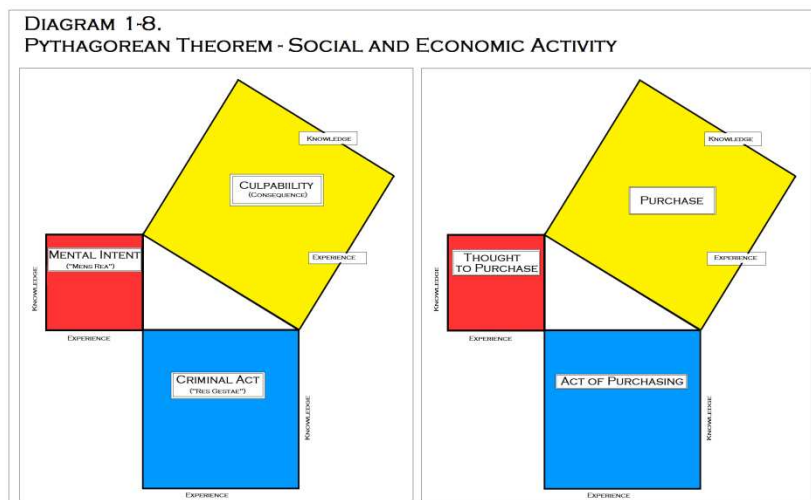 DIAGRAM 1-8.
PYTHAGOREAN THEOREM - SOCIAL AND ECONOMIC ACTIVITY
KNOWLEDGE
CULPABIILITY
(CONSEQUENCE)
MENTAL INTENT
("MENS REA")
EXPERIENCE
KNOWLEDGE
EXPERIENCE
CRIMINAL ACT
("RES GESTAE")
KNOWLEDGE
EXPERIENCE
KNOWLEDGE
PURCHASE
THOUGHT
TO PURCHASE
EXPERIENCE
KNOWLEDGE
EXPERIENCE
ACT OF PURCHASING
KNOWLEDGE
EXPERIENCE